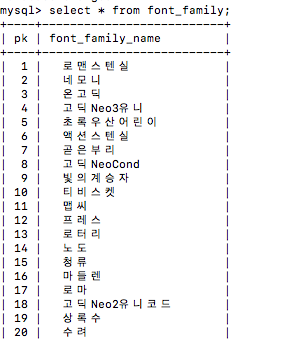 mysql> select * from font_family;
+----+----------------------+
| pk | font_family_name |
+----+----------------------+
| 1 | 로맨스텐실
| 2 | 네모니 |
| 3 | 온고딕 |
| 4 | 고딕Neo3유니 |
| 5 | 초록우산어린이 |
| 6 | 액션스텐실 |
| 7 | 곧은부리 |
| 8 | 고딕NeoCond |
| 9 | 빛의계승자 |
| 10 | 티비스켓 |
| 11 | 맵씨 |
| 12 | 프레스 |
| 13 | 로터리 |
| 14 | 노도 |
| 15 | 청류 |
| 16 | 마들렌 |
| 17 | 로마 |
| 18 | 고딕Neo2유니코드 |
| 19 | 상록수 |
| 20 | 수려 |